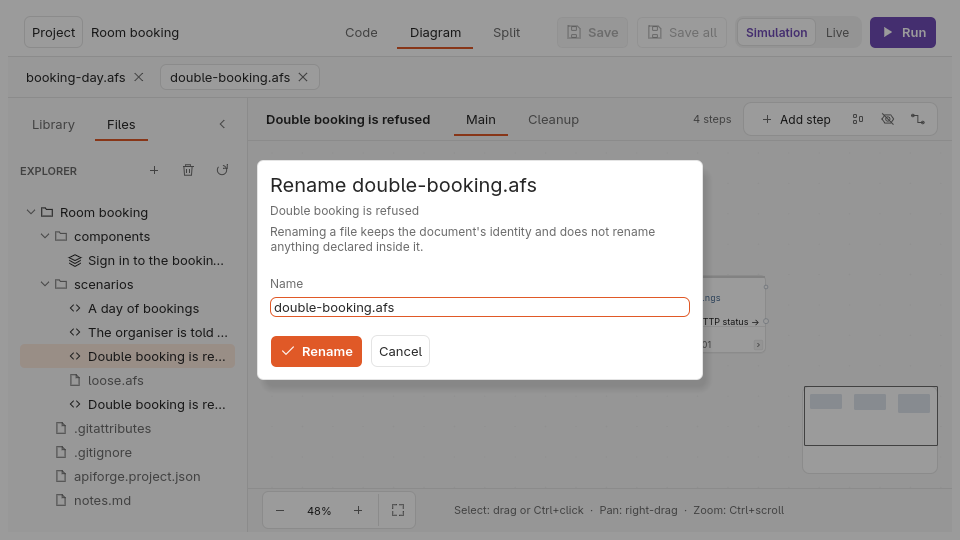 Project Room booking Code Diagram Split Save Save all Simulation Live Run
booking-day.afs double-booking.afs
Library Files
Double booking is refused Main Cleanup 4 steps Add step
EXPLORER
Room booking
components
Sign in to the bookin...
scenarios
A day of bookings
The organiser is told ...
Double booking is re...
loose.afs
Double booking is re...
.gitattributes
.gitignore
apiforge.project.json
notes.md
Rename double-booking.afs
Double booking is refused
Renaming a file keeps the document's identity and does not rename
anything declared inside it.
Name
double-booking.afs
Rename Cancel
status →
48% Select: drag or Ctrl+click · Pan: right-drag · Zoom: Ctrl+scroll